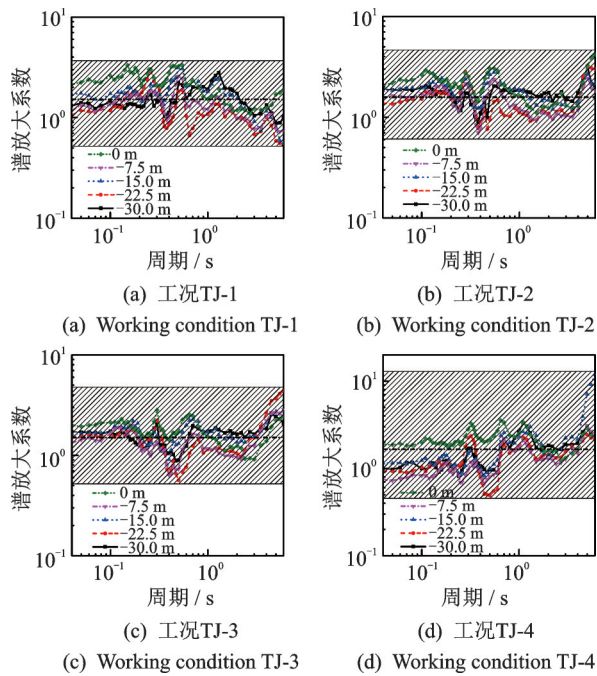 10¹ 10¹
谱放大系数 10⁰ 谱放大系数 10⁰
0 m 0 m
−7.5 m −7.5 m
−15.0 m −15.0 m
−22.5 m −22.5 m
−30.0 m −30.0 m
10⁻¹ 10⁻¹
10⁻¹ 10⁰ 10⁻¹ 10⁰
周期 / s 周期 / s
(a) 工况TJ-1 (b) 工况TJ-2
(a) Working condition TJ-1 (b) Working condition TJ-2
10¹ 10¹
谱放大系数 10⁰ 谱放大系数 10⁰
0 m 0 m
−7.5 m −7.5 m
−15.0 m −15.0 m
−22.5 m −22.5 m
−30.0 m −30.0 m
10⁻¹ 10⁻¹
10⁻¹ 10⁰ 10⁻¹ 10⁰
周期 / s 周期 / s
(c) 工况TJ-3 (d) 工况TJ-4
(c) Working condition TJ-3 (d) Working condition TJ-4